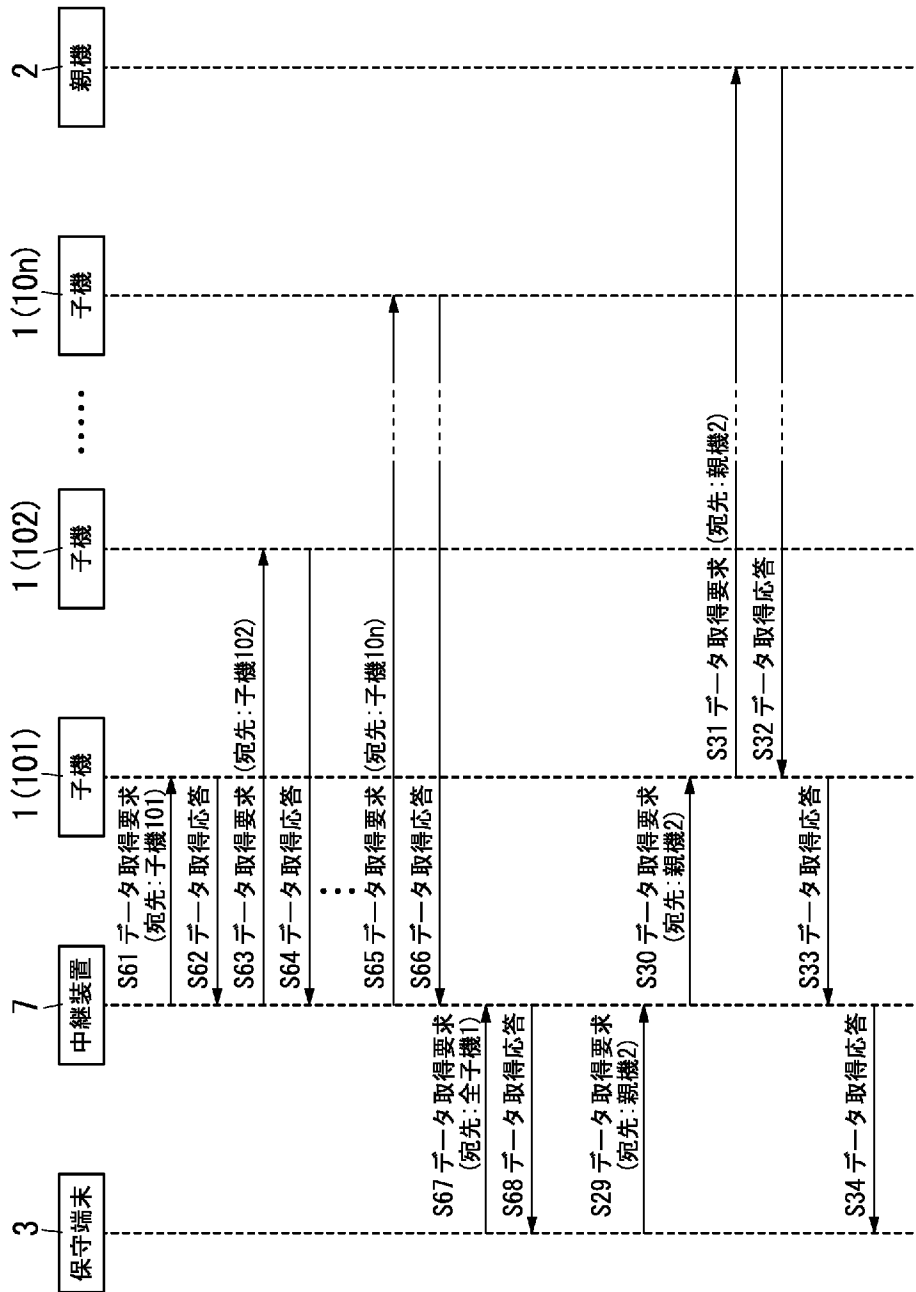 3
保守端末
7
中継装置
1(101)
子機
1(102)
子機
・・・・・
1(10n)
子機
2
親機
S61 データ取得要求
(宛先:子機101)
S62 データ取得応答
S63 データ取得要求 (宛先:子機102)
S64 データ取得応答
・・・
S65 データ取得要求 (宛先:子機10n)
S66 データ取得応答
S67 データ取得要求
(宛先:全子機1)
S68 データ取得応答
S29 データ取得要求
(宛先:親機2)
S30 データ取得要求
(宛先:親機2)
S31 データ取得要求 (宛先:親機2)
S32 データ取得応答
S33 データ取得応答
S34 データ取得応答